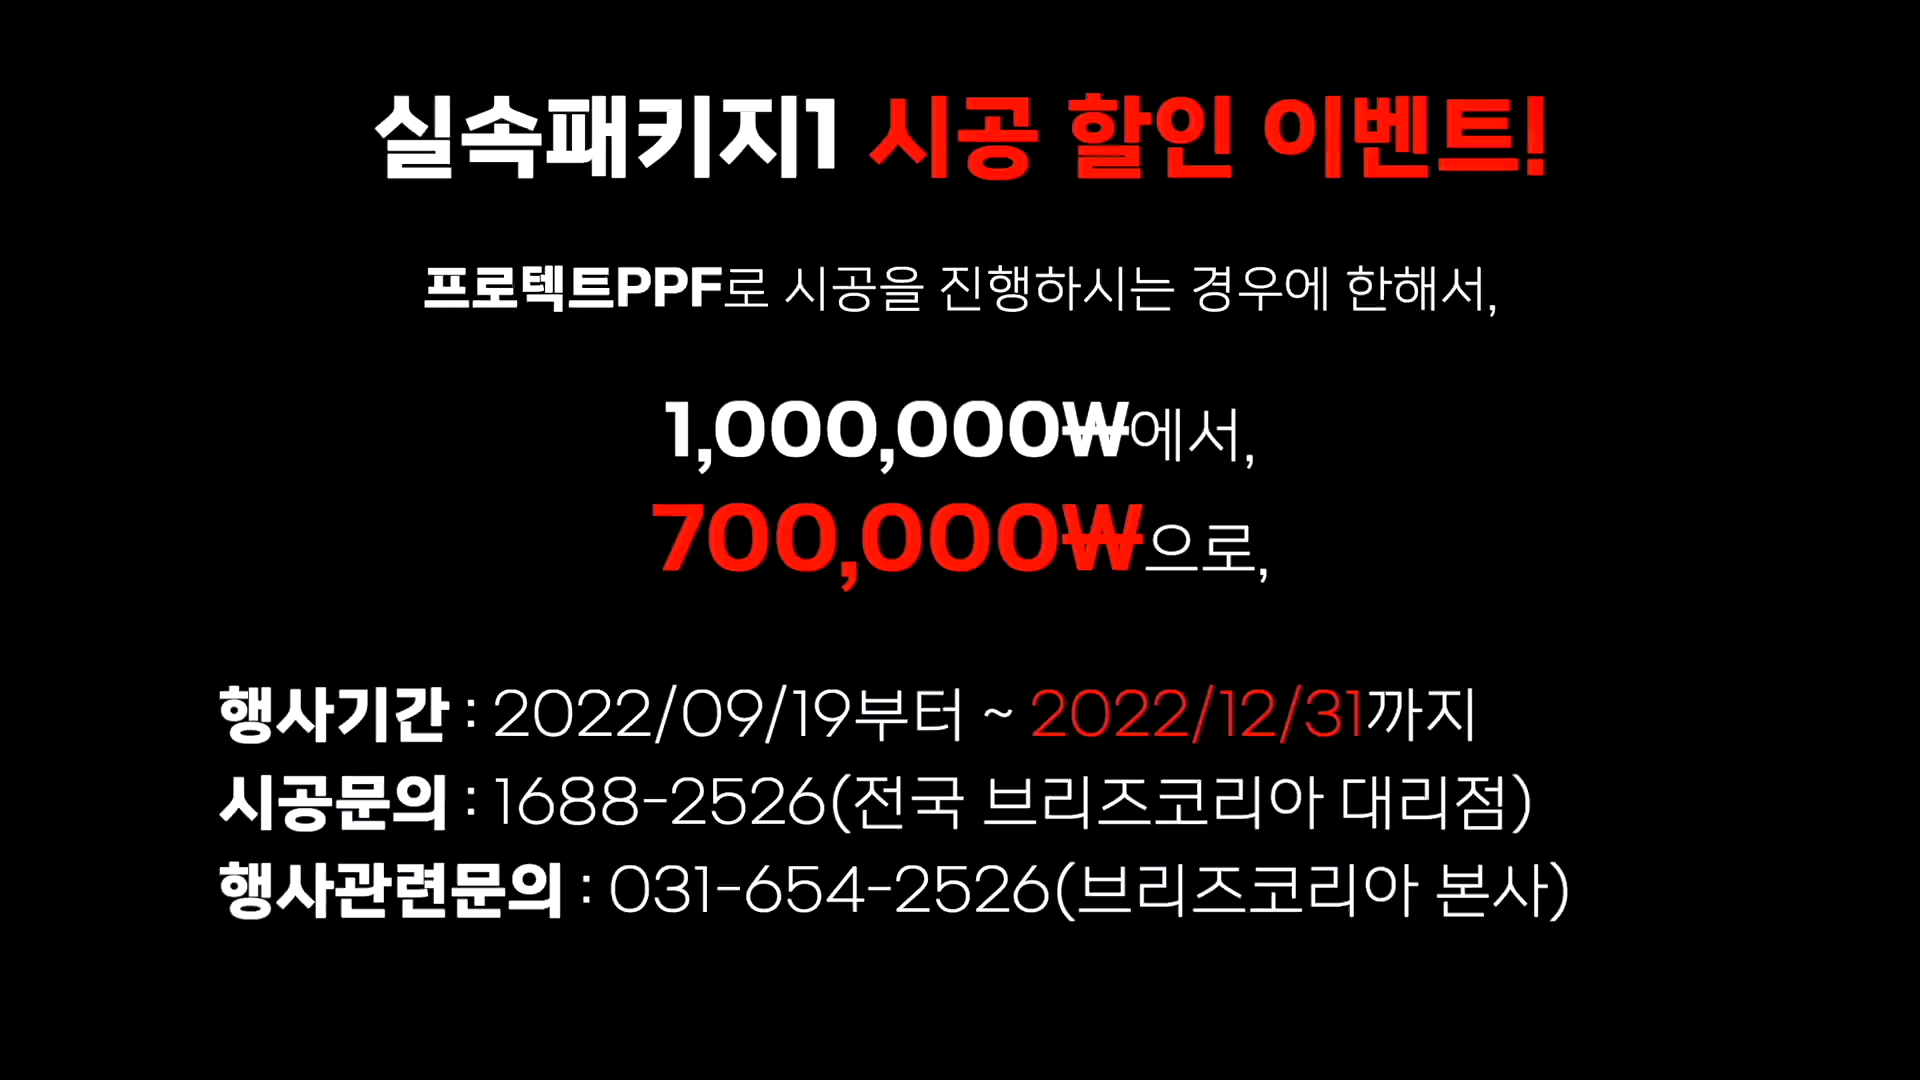 실속패키지1 시공 할인 이벤트!
프로텍트PPF로 시공을 진행하시는 경우에 한해서,
1,000,000₩에서,
700,000₩으로,
행사기간 : 2022/09/19부터 ~ 2022/12/31까지
시공문의 : 1688-2526(전국 브리즈코리아 대리점)
행사관련문의 : 031-654-2526(브리즈코리아 본사)